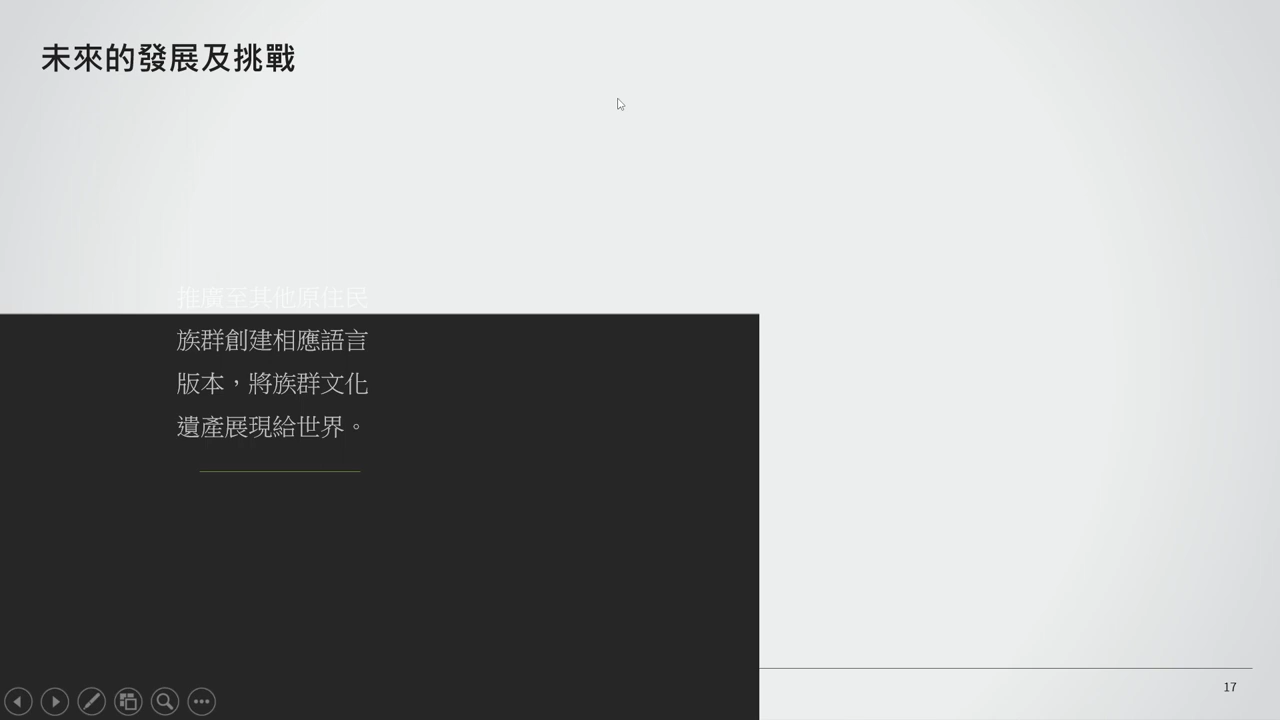 未來的發展及挑戰
推廣至其他原住民
族群創建相應語言
版本，將族群文化
遺產展現給世界。
17